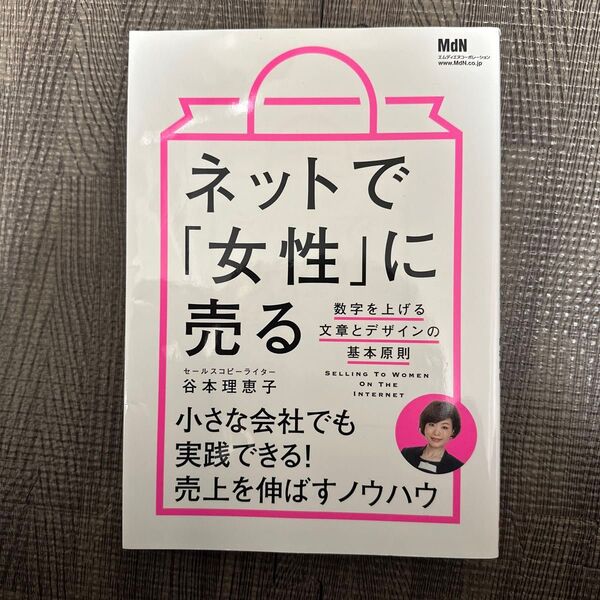 MdN
エムディエヌコーポレーション
www.MdN.co.jp
ネットで
「女性」に
売る
数字を上げる
文章とデザインの
基本原則
SELLING TO WOMEN
ON THE
INTERNET
セールスコピーライター
谷本理恵子
小さな会社でも
実践できる!
売上を伸ばすノウハウ